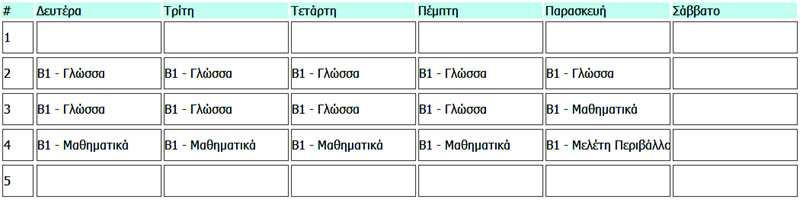 # Δευτέρα Τρίτη Τετάρτη Πέμπτη Παρασκευή Σάββατο
1
2 Β1 - Γλώσσα Β1 - Γλώσσα Β1 - Γλώσσα Β1 - Γλώσσα Β1 - Γλώσσα
3 Β1 - Γλώσσα Β1 - Γλώσσα Β1 - Γλώσσα Β1 - Γλώσσα Β1 - Μαθηματικά
4 Β1 - Μαθηματικά Β1 - Μαθηματικά Β1 - Μαθηματικά Β1 - Μαθηματικά Β1 - Μελέτη Περιβάλλο
5